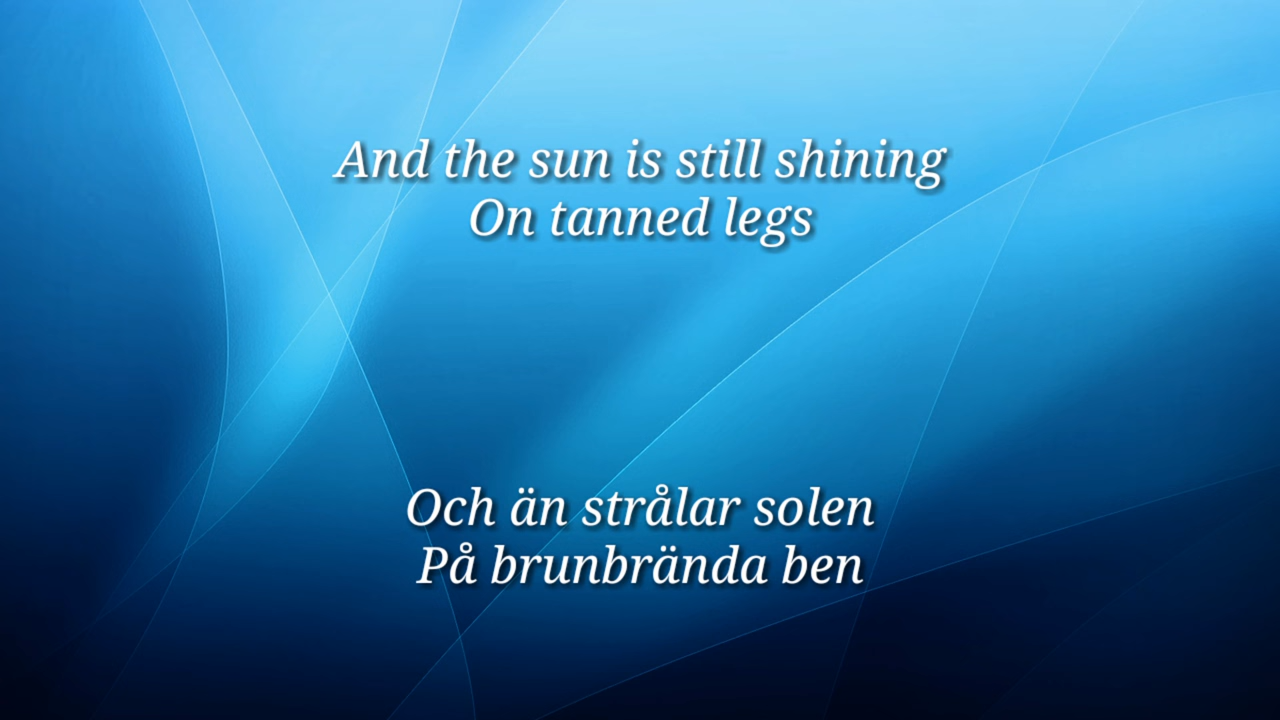 And the sun is still shining
On tanned legs
Och än strålar solen
På brunbrända ben